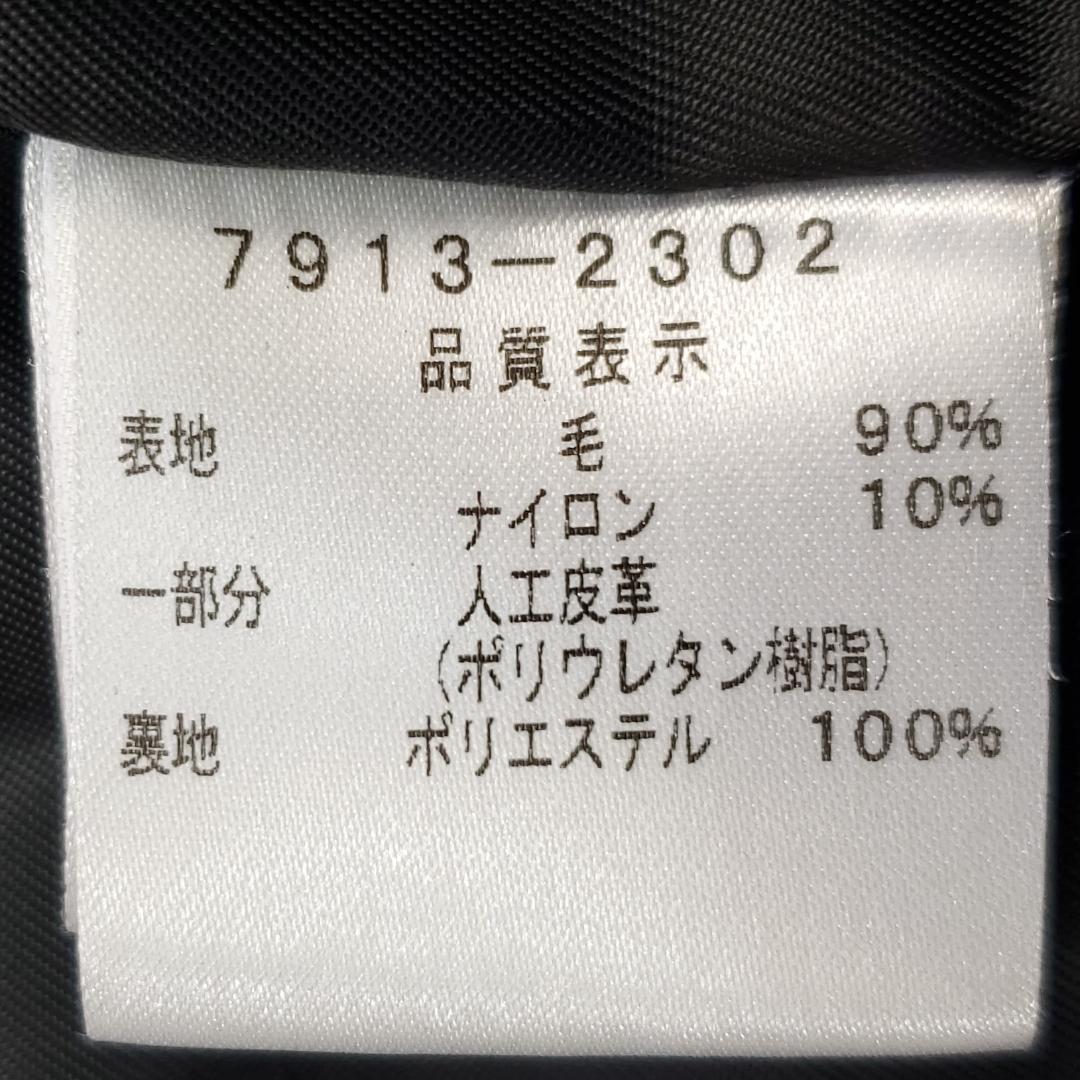 7913-2302
品質表示
表地 毛 90%
ナイロン 10%
一部分 人工皮革
(ポリウレタン樹脂)
裏地 ポリエステル 100%